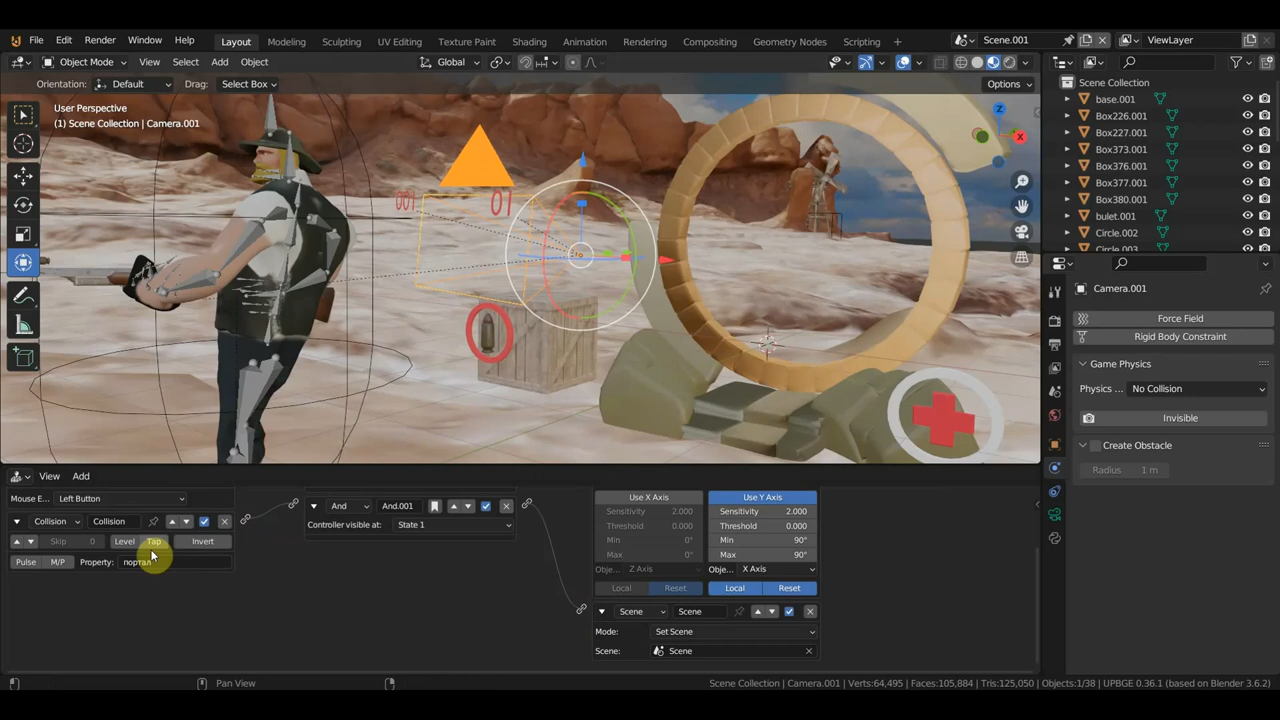 File Edit Render Window Help Layout Modeling Sculpting UV Editing Texture Paint Shading Animation Rendering Compositing Geometry Nodes Scripting + Scene.001 ViewLayer
Object Mode View Select Add Object Global
Orientation: Default Drag: Select Box Options
User Perspective
(1) Scene Collection | Camera.001
Z
X
001 01
Scene Collection
base.001
Box226.001
Box227.001
Box373.001
Box376.001
Box377.001
Box380.001
bulet.001
Circle.002
Circle.003
Camera.001
Force Field
Rigid Body Constraint
Game Physics
Physics ... No Collision
Invisible
Create Obstacle
Radius 1 m
View Add
Mouse E... Left Button
Collision Collision
Skip 0 Level Tap Invert
Pulse M/P Property: портал
And And.001
Controller visible at: State 1
Use X Axis Use Y Axis
Sensitivity 2.000 Sensitivity 2.000
Threshold 0.000 Threshold 0.000
Min 0° Min 90°
Max 0° Max 90°
Obje... Z Axis Obje... X Axis
Local Reset Local Reset
Scene Scene
Mode: Set Scene
Scene: Scene
Pan View
Scene Collection | Camera.001 | Verts:64,495 | Faces:105,884 | Tris:125,050 | Objects:1/38 | UPBGE 0.36.1 (based on Blender 3.6.2)